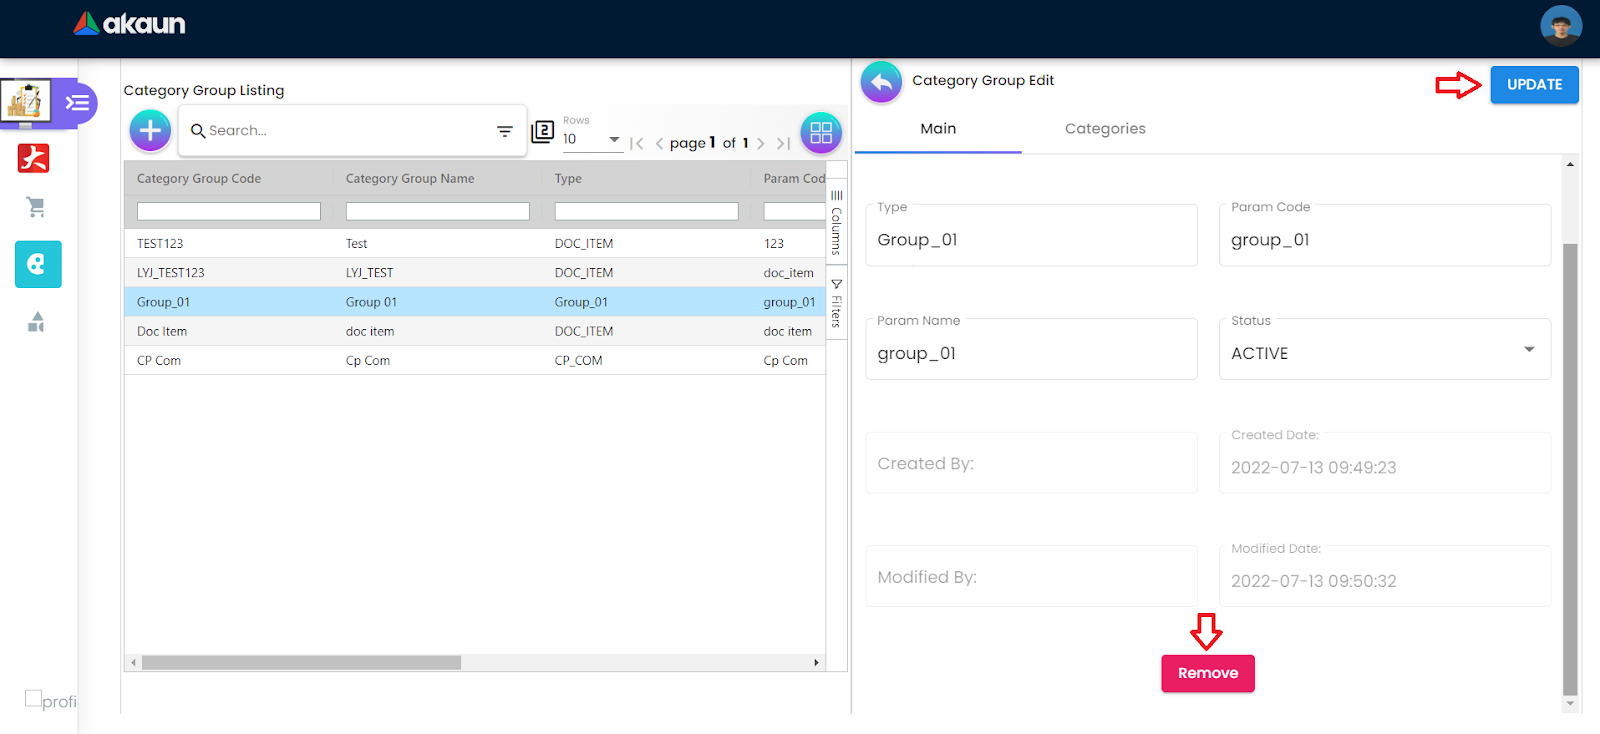 akaun
Category Group Listing
Search...
2
Rows
10
page 1 of 1
Category Group Code Category Group Name Type Param Cod
TEST123 Test DOC_ITEM 123
LYJ_TEST123 LYJ_TEST DOC_ITEM doc_item
Group_01 Group 01 Group_01 group_01
Doc Item doc item DOC_ITEM doc item
CP Com Cp Com CP_COM Cp Com
Columns
Filters
大
profi
Category Group Edit
UPDATE
Main Categories
Type
Group_01
Param Code
group_01
Param Name
group_01
Status
ACTIVE
Created By:
Created Date:
2022-07-13 09:49:23
Modified By:
Modified Date:
2022-07-13 09:50:32
Remove